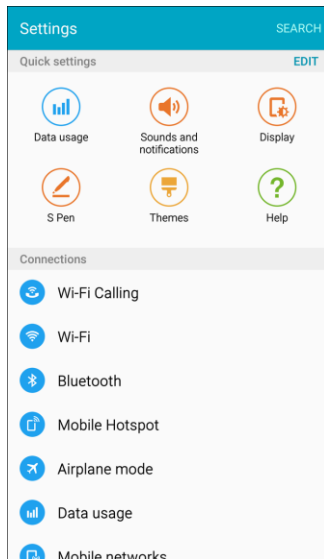 Settings SEARCH
Quick settings EDIT
Data usage
Sounds and
notifications
Display
S Pen
Themes
Help
Connections
Wi-Fi Calling
Wi-Fi
Bluetooth
Mobile Hotspot
Airplane mode
Data usage
Mobile networks